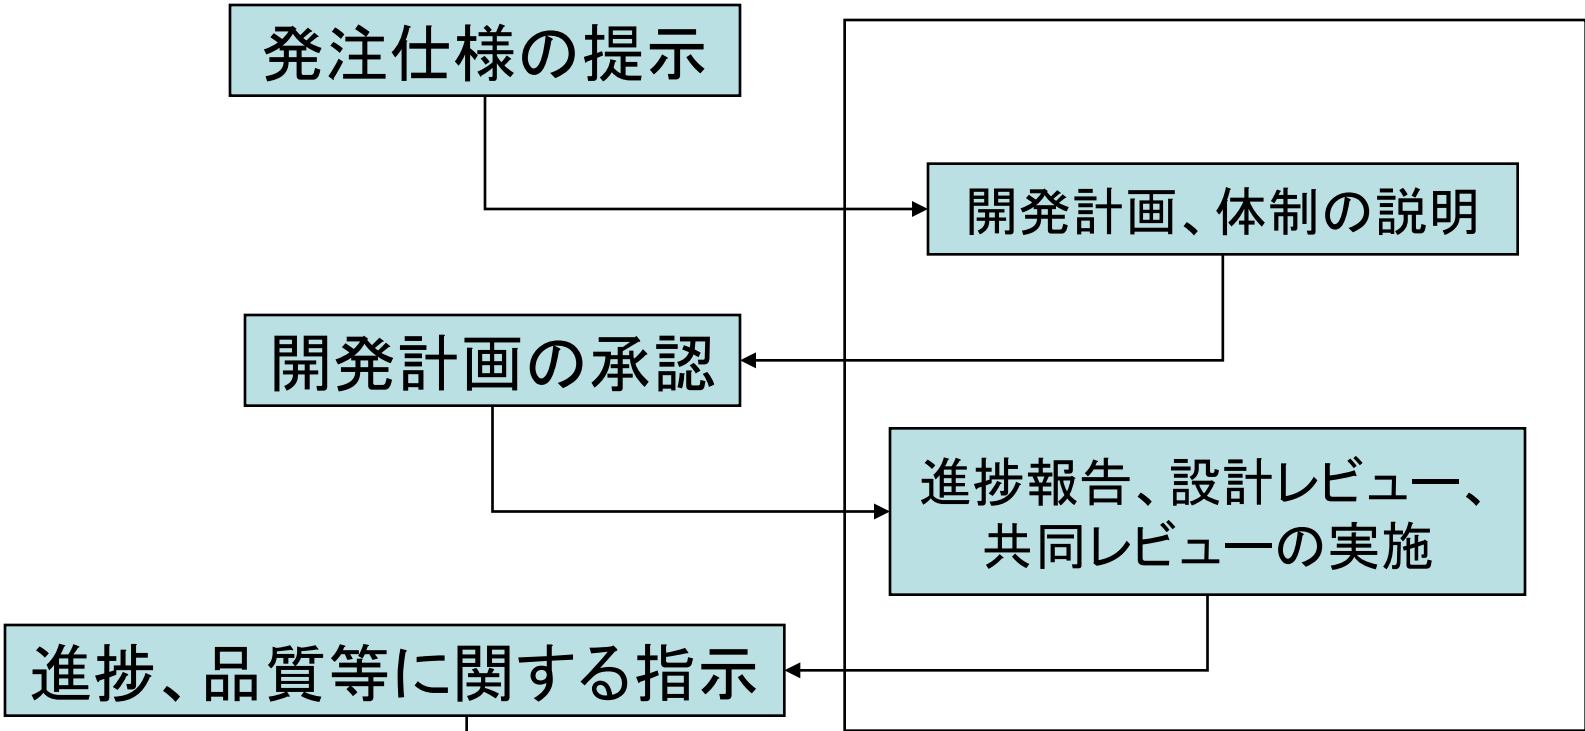 発注仕様の提示
開発計画、体制の説明
開発計画の承認
進捗報告、設計レビュー、
共同レビューの実施
進捗、品質等に関する指示